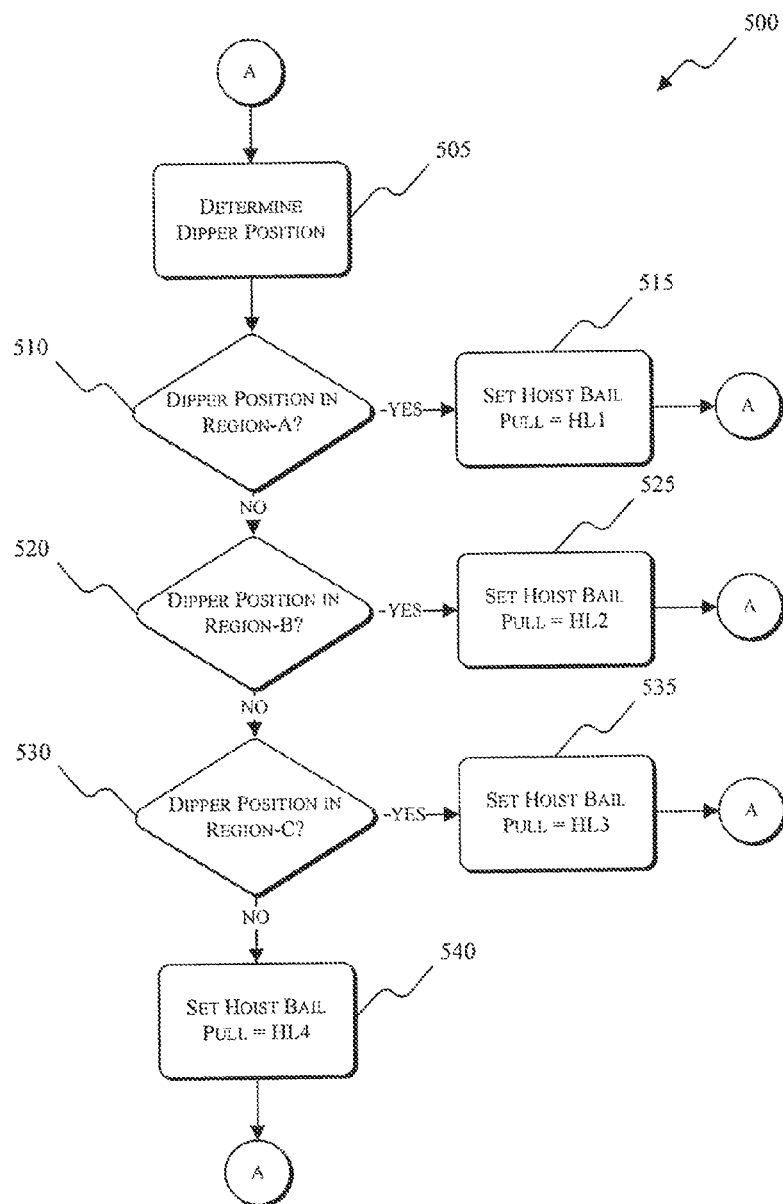 500
A
505
DETERMINE
DIPPER POSITION
510
DIPPER POSITION IN
REGION-A?
YES
515
SET HOIST BAIL
PULL = HL1
A
NO
520
DIPPER POSITION IN
REGION-B?
YES
525
SET HOIST BAIL
PULL = HL2
A
NO
530
DIPPER POSITION IN
REGION-C?
YES
535
SET HOIST BAIL
PULL = HL3
A
NO
540
SET HOIST BAIL
PULL = HL4
A